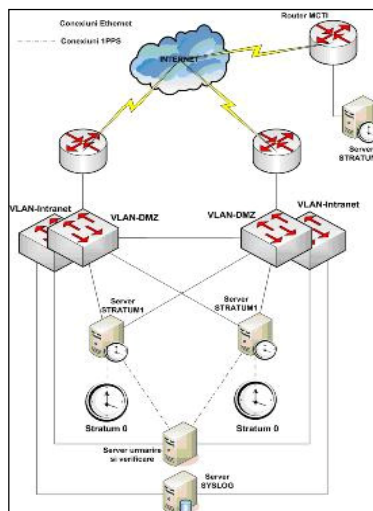 Conexiuni Ethernet
Conexiuni 1PPS
Router MCTI
INTERNET
Server
STRATUM
VLAN-Intranet
VLAN-DMZ
VLAN-DMZ
VLAN-Intranet
Server
STRATUM1
Server
STRATUM1
Stratum 0
Stratum 0
Server urmarire
si verificare
Server
SYSLOG